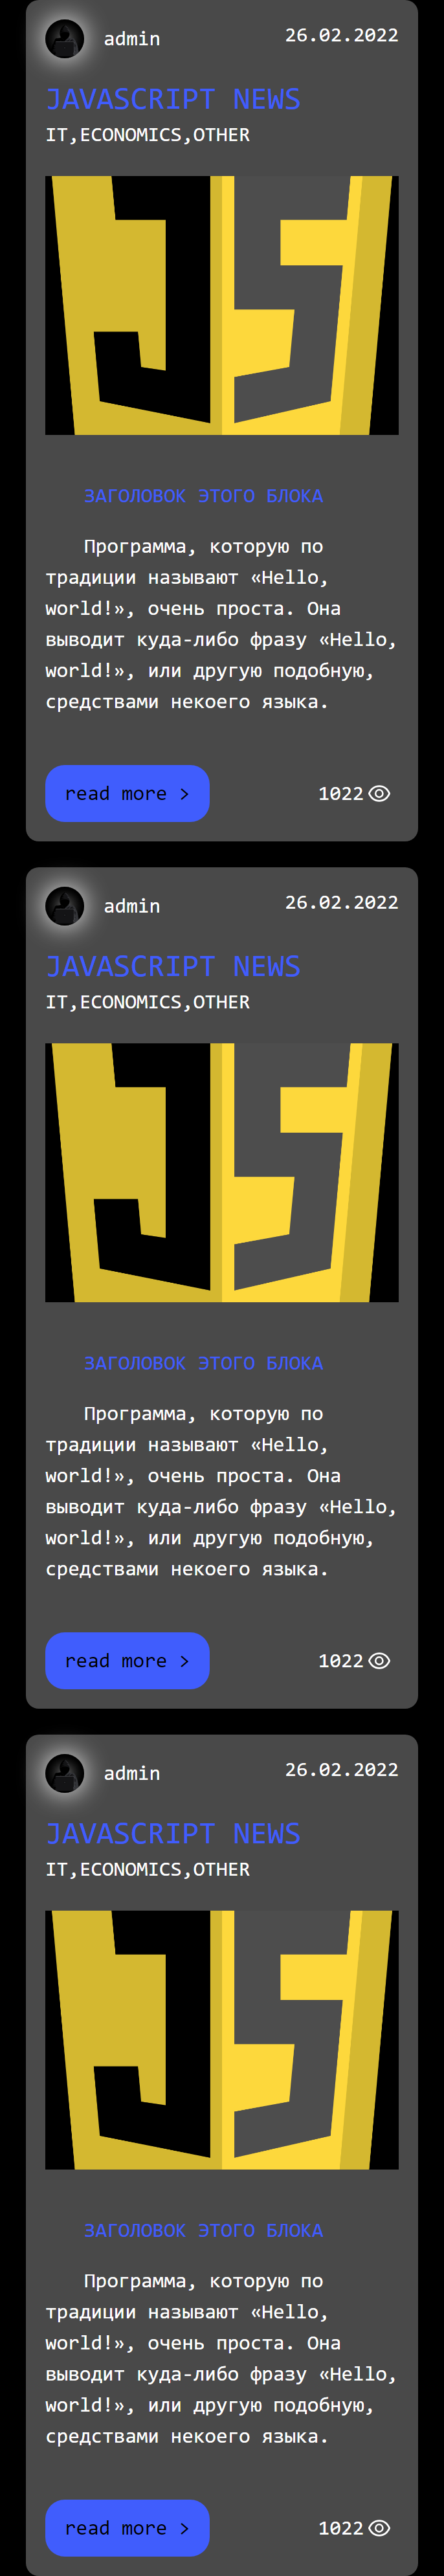 admin 26.02.2022
JAVASCRIPT NEWS
IT,ECONOMICS,OTHER
JS
ЗАГОЛОВОК ЭТОГО БЛОКА
Программа, которую по
традиции называют «Hello,
world!», очень проста. Она
выводит куда-либо фразу «Hello,
world!», или другую подобную,
средствами некоего языка.
read more > 1022
admin 26.02.2022
JAVASCRIPT NEWS
IT,ECONOMICS,OTHER
JS
ЗАГОЛОВОК ЭТОГО БЛОКА
Программа, которую по
традиции называют «Hello,
world!», очень проста. Она
выводит куда-либо фразу «Hello,
world!», или другую подобную,
средствами некоего языка.
read more > 1022
admin 26.02.2022
JAVASCRIPT NEWS
IT,ECONOMICS,OTHER
JS
ЗАГОЛОВОК ЭТОГО БЛОКА
Программа, которую по
традиции называют «Hello,
world!», очень проста. Она
выводит куда-либо фразу «Hello,
world!», или другую подобную,
средствами некоего языка.
read more > 1022